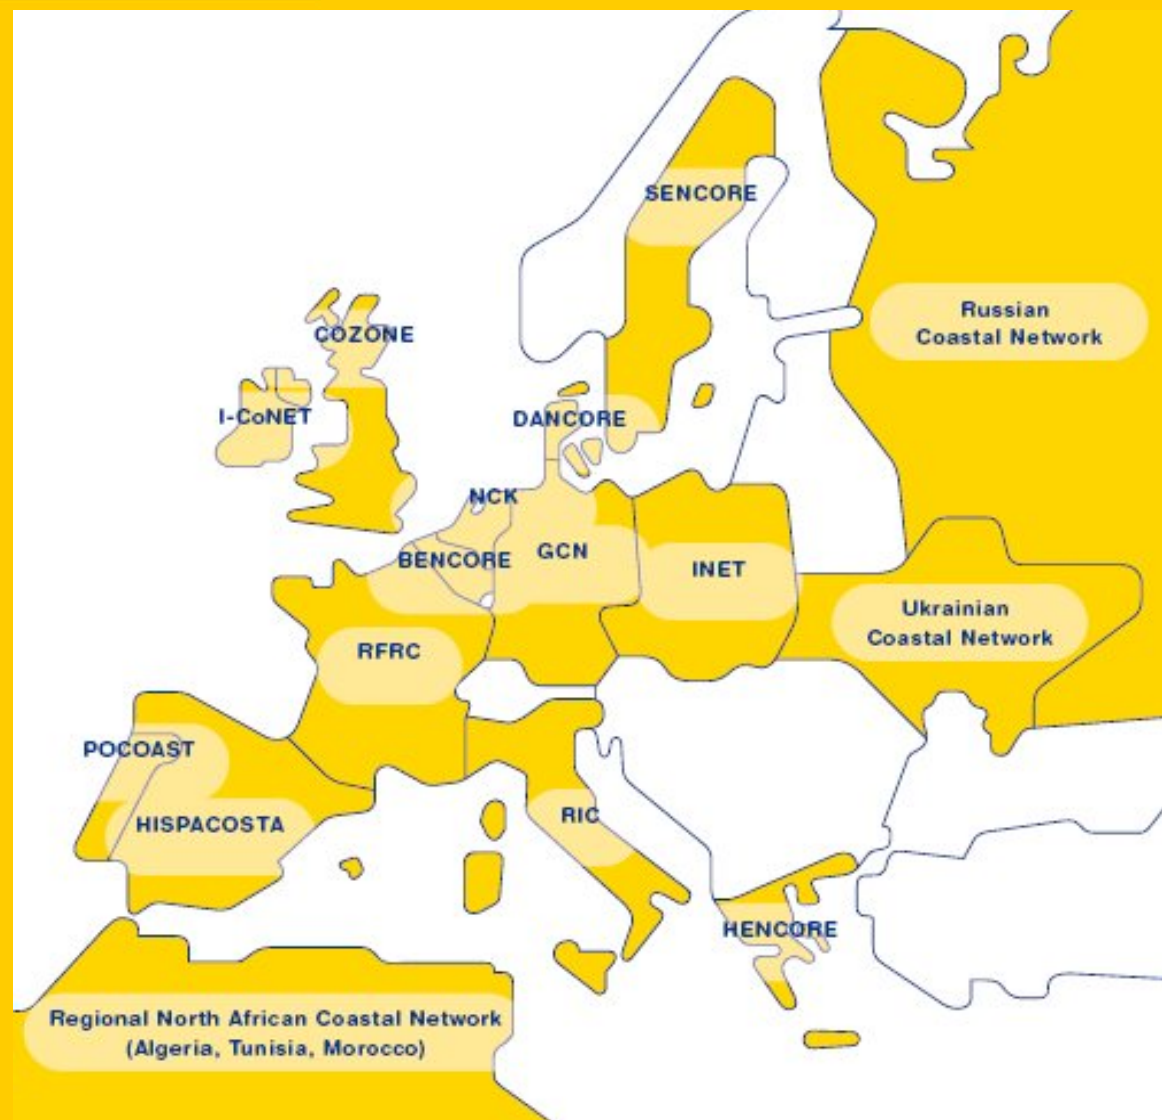 SENCORE
Russian
Coastal Network
COZONE
I-CoNET
DANCORE
NCK
BENCORE
GCN
INET
Ukrainian
Coastal Network
RFRC
POCOAST
HISPACOSTA
RIC
HENCORE
Regional North African Coastal Network
(Algeria, Tunisia, Morocco)